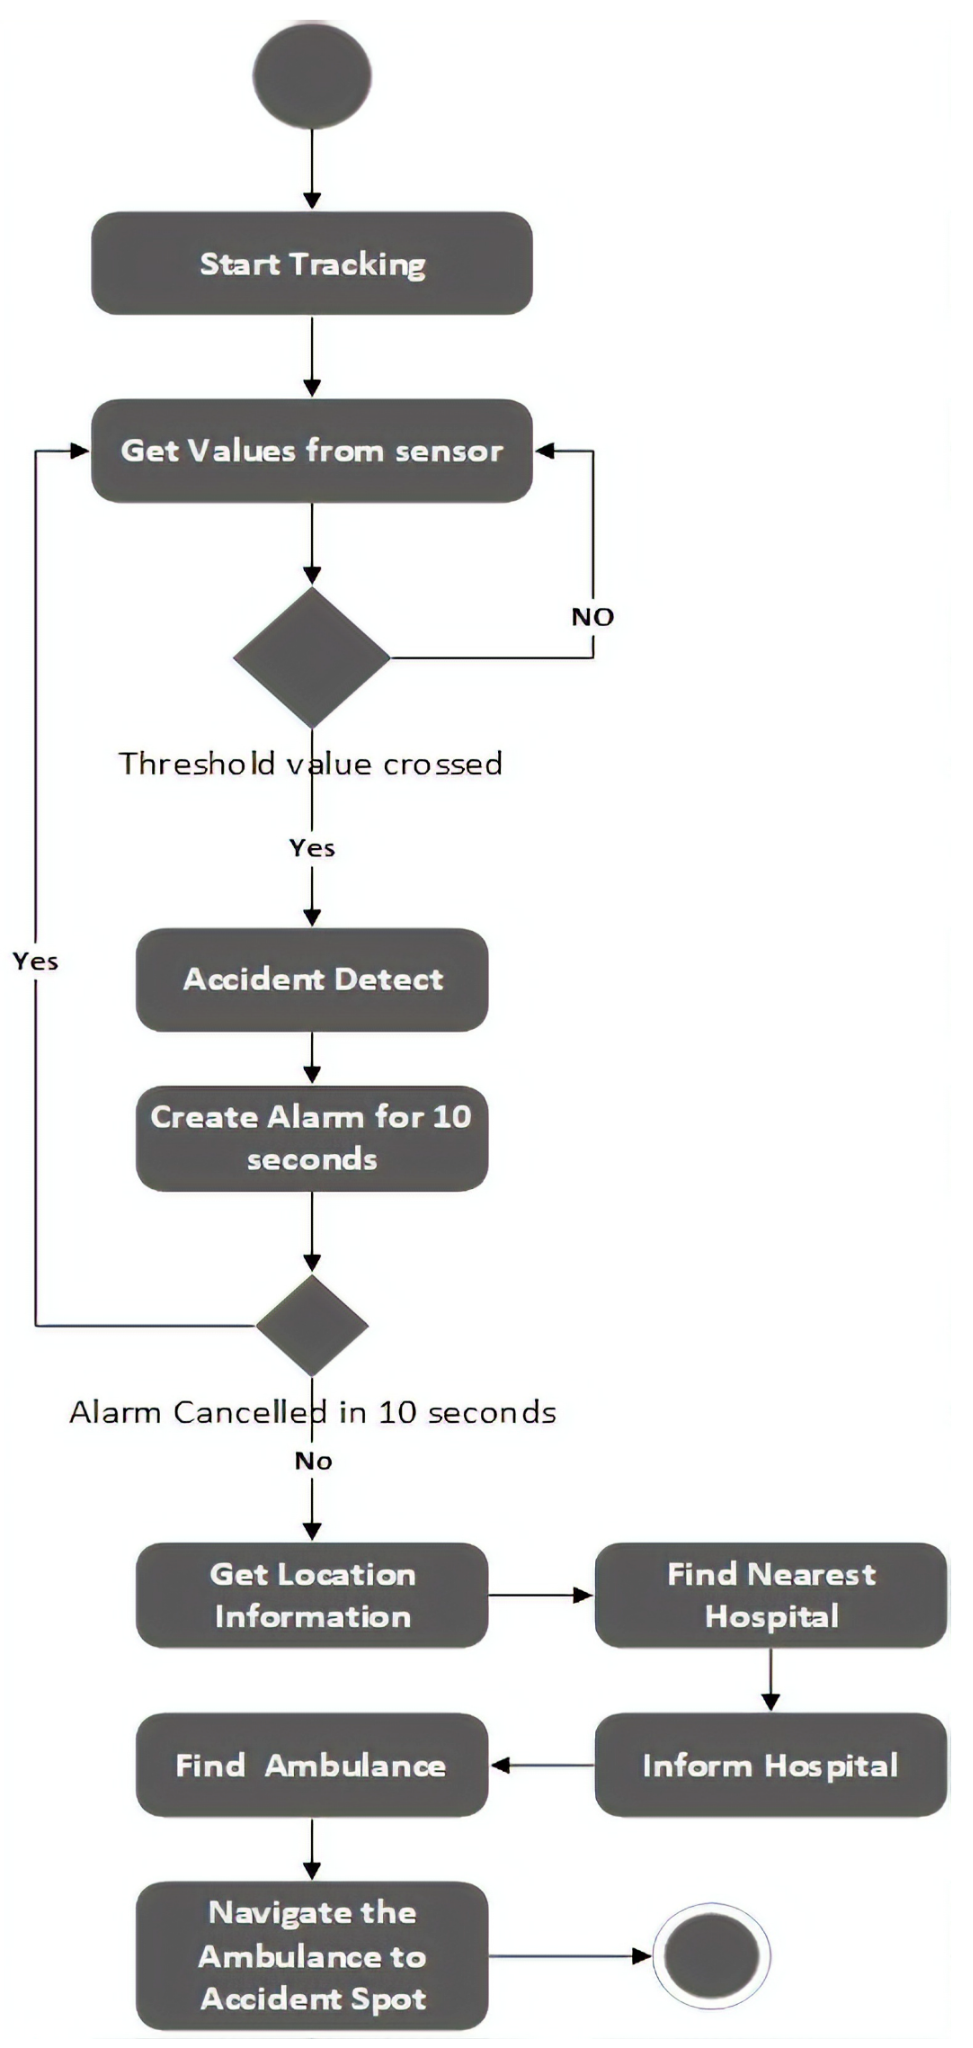 Start Tracking
Get Values from sensor
NO
Threshold value crossed
Yes
Yes
Accident Detect
Create Alarm for 10
seconds
Alarm Cancelled in 10 seconds
No
Get Location
Information
Find Nearest
Hospital
Inform Hospital
Find  Ambulance
Navigate the
Ambulance to
Accident Spot